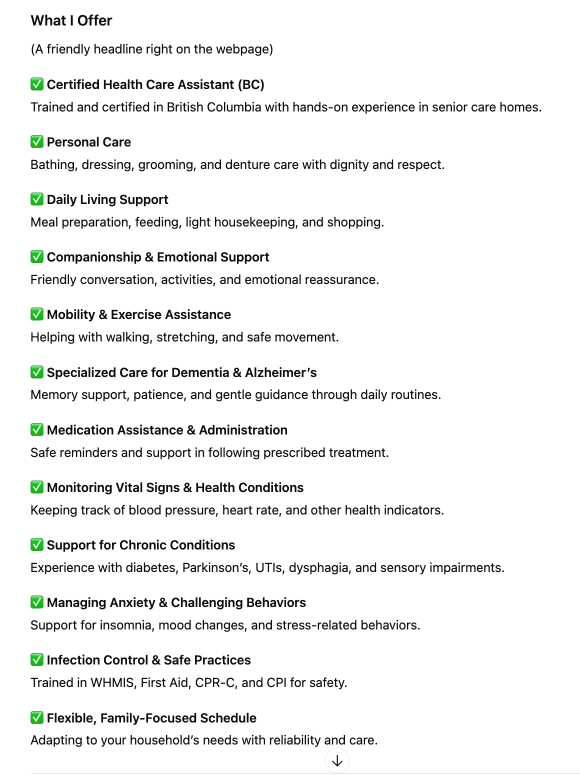 What I Offer
(A friendly headline right on the webpage)
✅ Certified Health Care Assistant (BC)
Trained and certified in British Columbia with hands-on experience in senior care homes.
✅ Personal Care
Bathing, dressing, grooming, and denture care with dignity and respect.
✅ Daily Living Support
Meal preparation, feeding, light housekeeping, and shopping.
✅ Companionship & Emotional Support
Friendly conversation, activities, and emotional reassurance.
✅ Mobility & Exercise Assistance
Helping with walking, stretching, and safe movement.
✅ Specialized Care for Dementia & Alzheimer’s
Memory support, patience, and gentle guidance through daily routines.
✅ Medication Assistance & Administration
Safe reminders and support in following prescribed treatment.
✅ Monitoring Vital Signs & Health Conditions
Keeping track of blood pressure, heart rate, and other health indicators.
✅ Support for Chronic Conditions
Experience with diabetes, Parkinson’s, UTIs, dysphagia, and sensory impairments.
✅ Managing Anxiety & Challenging Behaviors
Support for insomnia, mood changes, and stress-related behaviors.
✅ Infection Control & Safe Practices
Trained in WHMIS, First Aid, CPR-C, and CPI for safety.
✅ Flexible, Family-Focused Schedule
Adapting to your household’s needs with reliability and care.